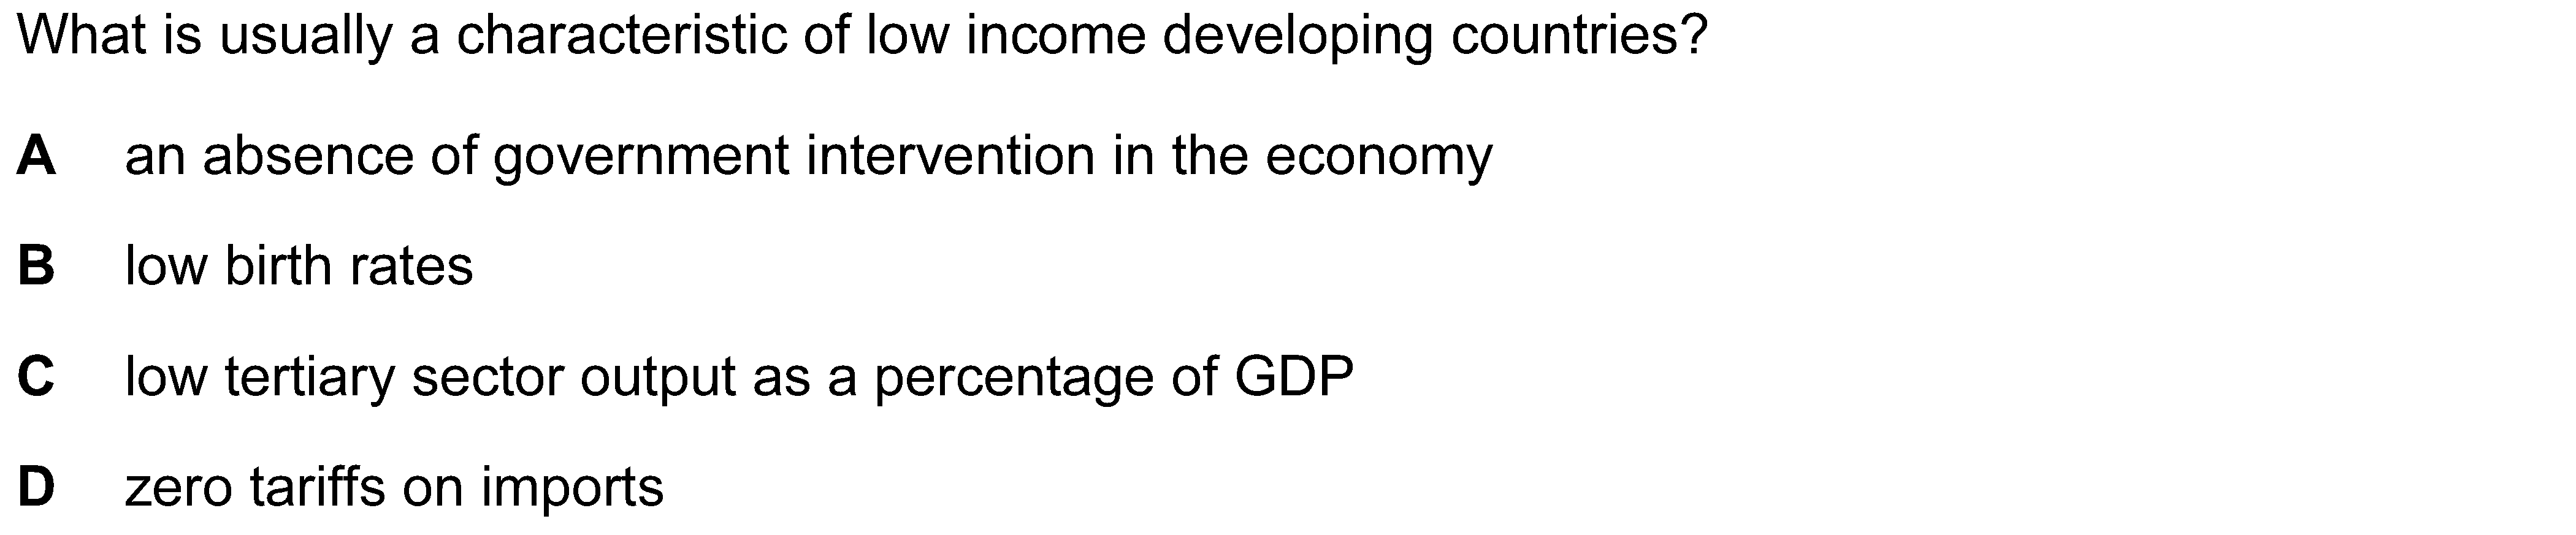 What is usually a characteristic of low income developing countries?
A an absence of government intervention in the economy
B low birth rates
C low tertiary sector output as a percentage of GDP
D zero tariffs on imports